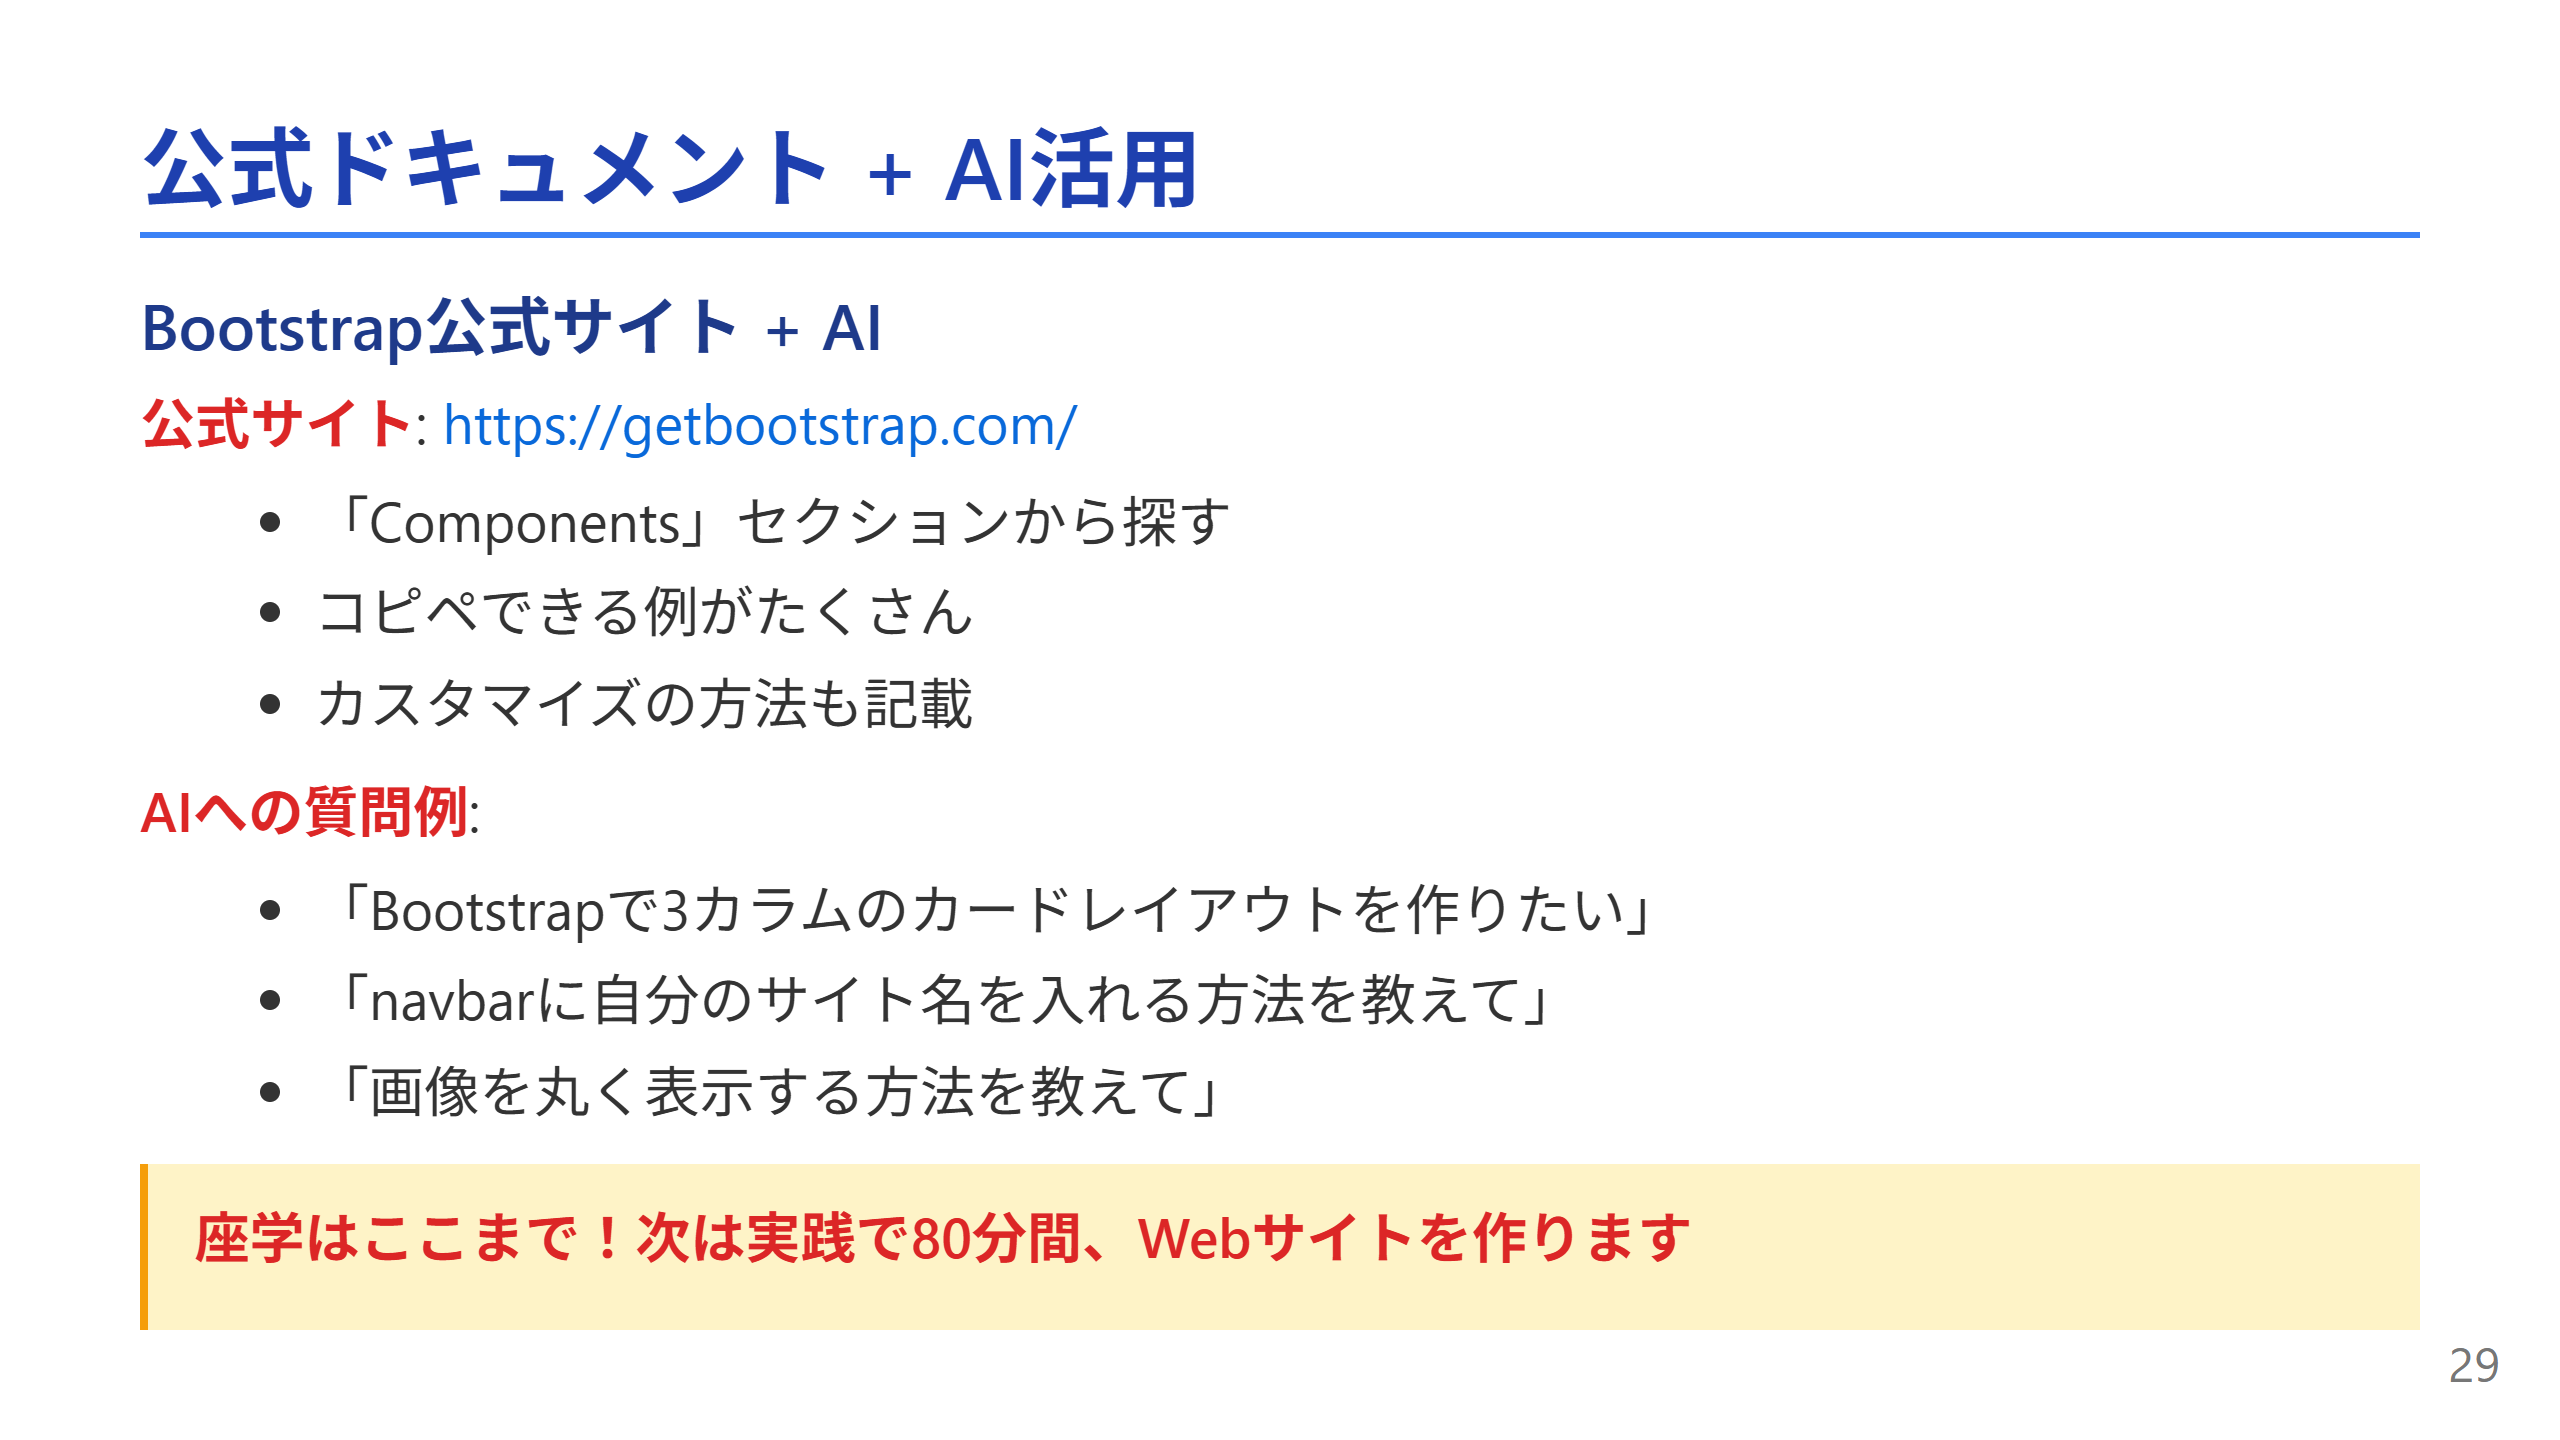 公式ドキュメント + AI活用
Bootstrap公式サイト + AI
公式サイト: https://getbootstrap.com/
• 「Components」セクションから探す
• コピペできる例がたくさん
• カスタマイズの方法も記載
AIへの質問例:
• 「Bootstrapで3カラムのカードレイアウトを作りたい」
• 「navbarに自分のサイト名を入れる方法を教えて」
• 「画像を丸く表示する方法を教えて」
座学はここまで！次は実践で80分間、Webサイトを作ります
29